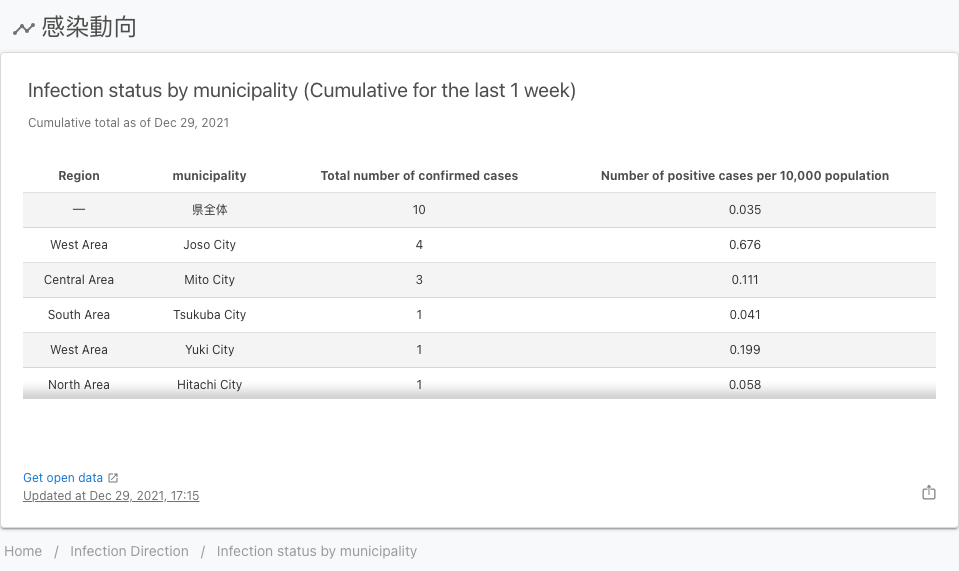 感染動向
Infection status by municipality (Cumulative for the last 1 week)
Cumulative total as of Dec 29, 2021
Region municipality Total number of confirmed cases Number of positive cases per 10,000 population
— 県全体 10 0.035
West Area Joso City 4 0.676
Central Area Mito City 3 0.111
South Area Tsukuba City 1 0.041
West Area Yuki City 1 0.199
North Area Hitachi City 1 0.058
Get open data
Updated at Dec 29, 2021, 17:15
Home / Infection Direction / Infection status by municipality